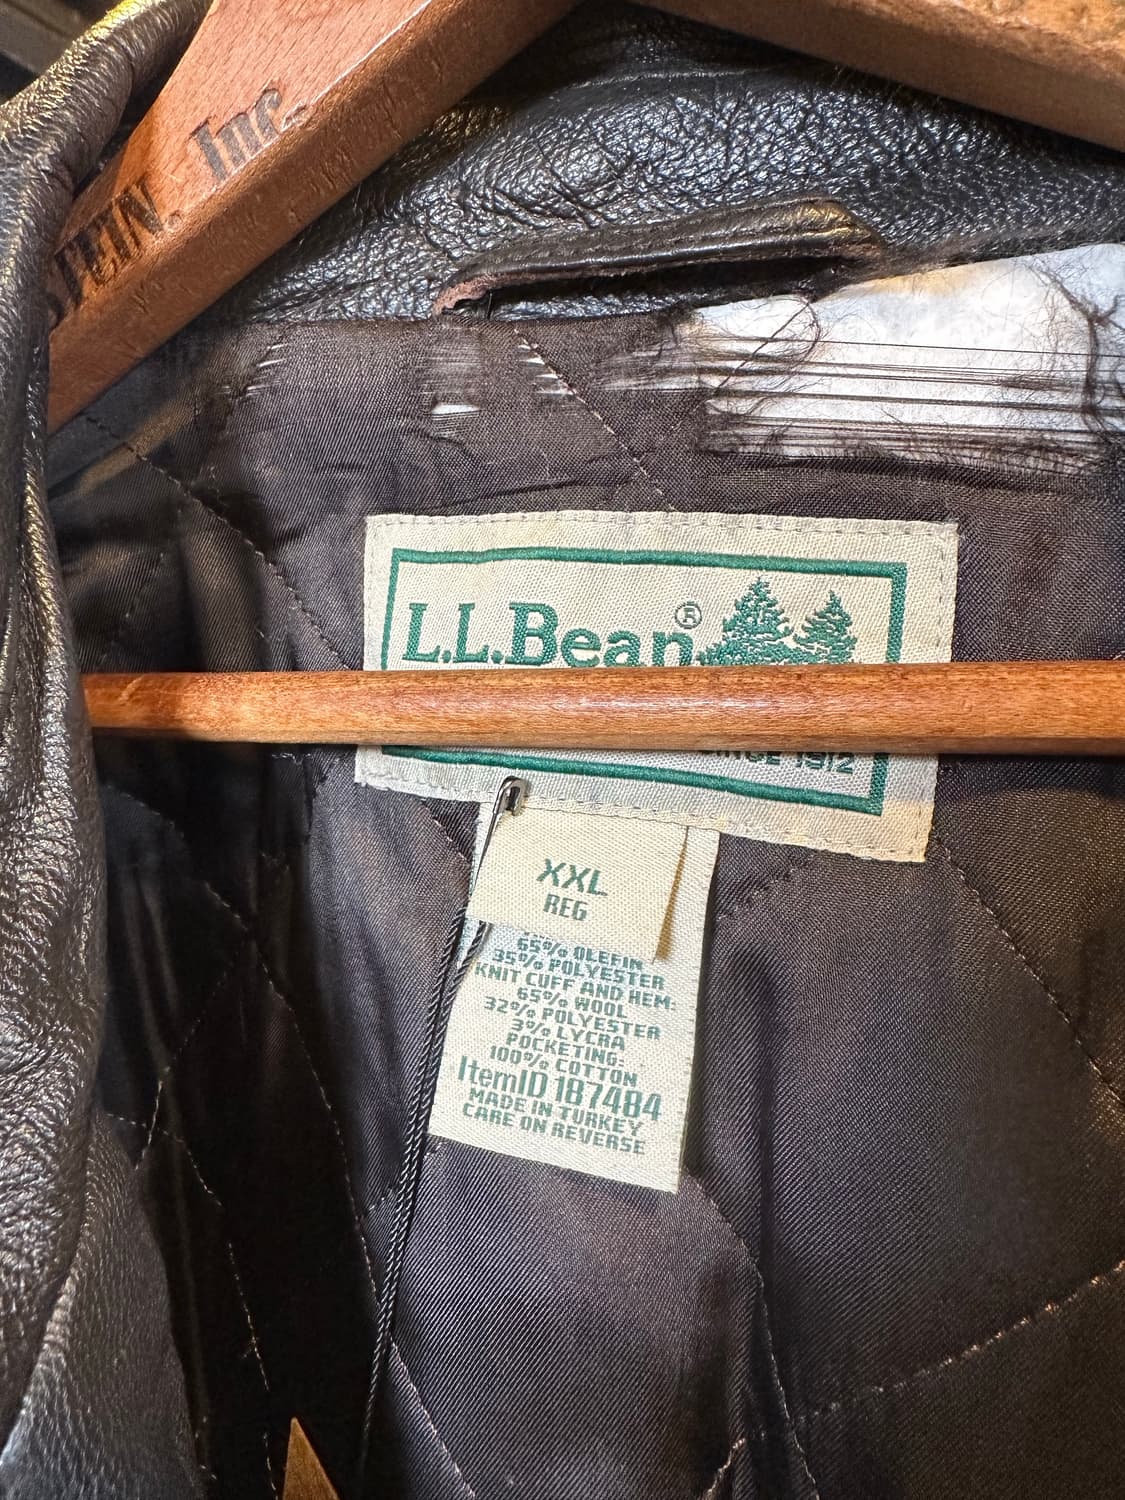 Inc.
TEIN.
L.L.Bean®
SINCE 1912
XXL
REG
65% OLEFIN
35% POLYESTER
KNIT CUFF AND HEM:
65% WOOL
32% POLYESTER
3% LYCRA
POCKETING:
100% COTTON
ItemID 187484
MADE IN TURKEY
CARE ON REVERSE